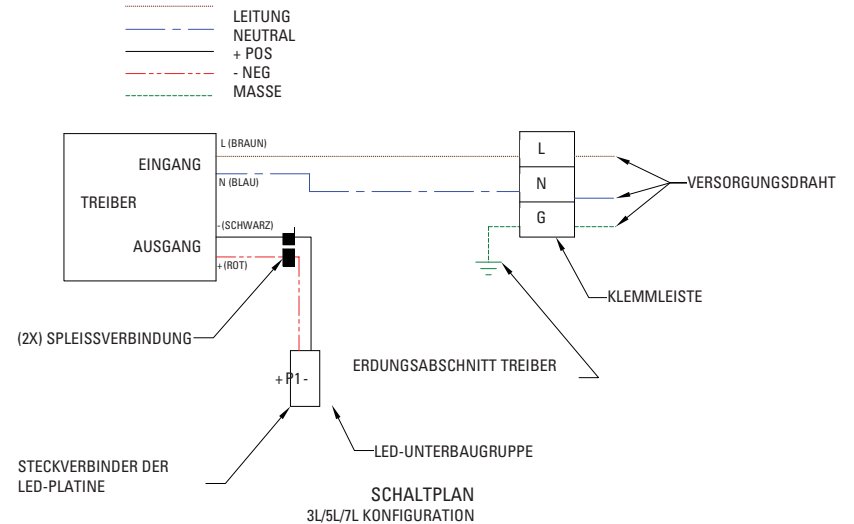 LEITUNG
NEUTRAL
+ POS
- NEG
MASSE
L (BRAUN)
EINGANG
N (BLAU)
TREIBER
-(SCHWARZ)
AUSGANG
+(ROT)
L
N
G
VERSORGUNGSDRAHT
KLEMMLEISTE
(2X) SPLEISSVERBINDUNG
ERDUNGSABSCHNITT TREIBER
+ P1 -
LED-UNTERBAUGRUPPE
STECKVERBINDER DER
LED-PLATINE
SCHALTPLAN
3L/5L/7L KONFIGURATION